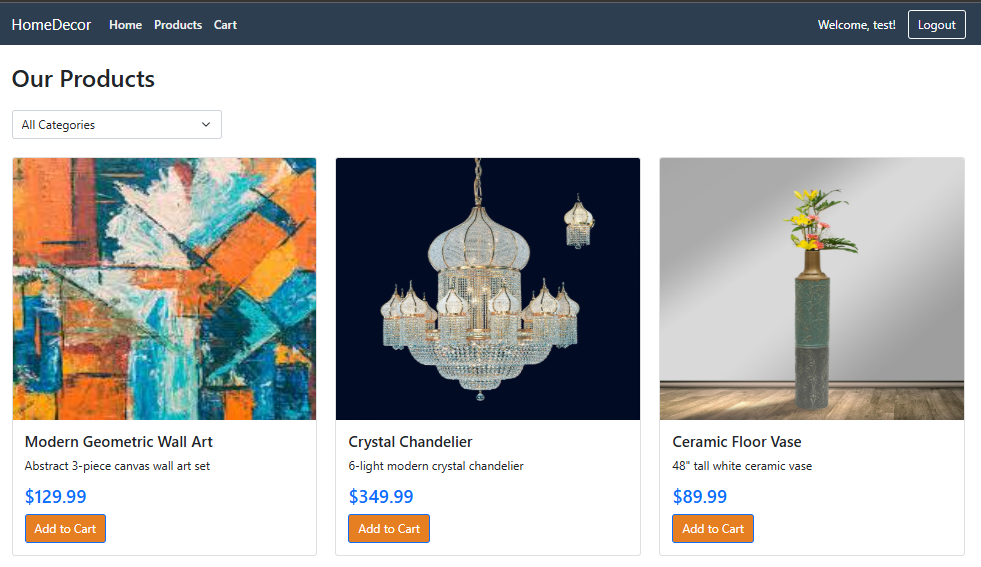 HomeDecor Home Products Cart Welcome, test! Logout
Our Products
All Categories
Modern Geometric Wall Art
Abstract 3-piece canvas wall art set
$129.99
Add to Cart
Crystal Chandelier
6-light modern crystal chandelier
$349.99
Add to Cart
Ceramic Floor Vase
48" tall white ceramic vase
$89.99
Add to Cart